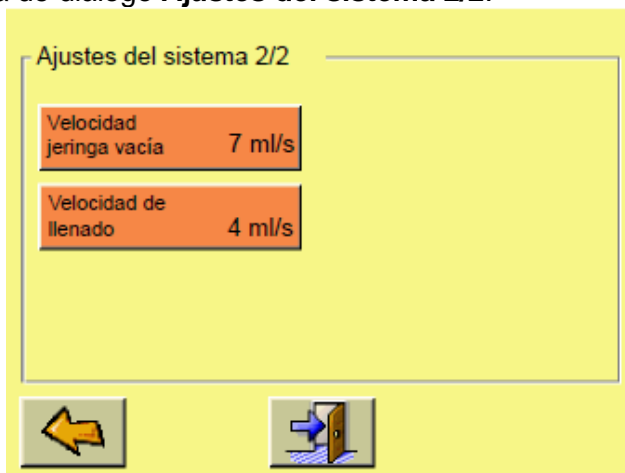 de diálogo Ajustes del sistema 2/2.
Ajustes del sistema 2/2
Velocidad
jeringa vacía 7 ml/s
Velocidad de
llenado 4 ml/s